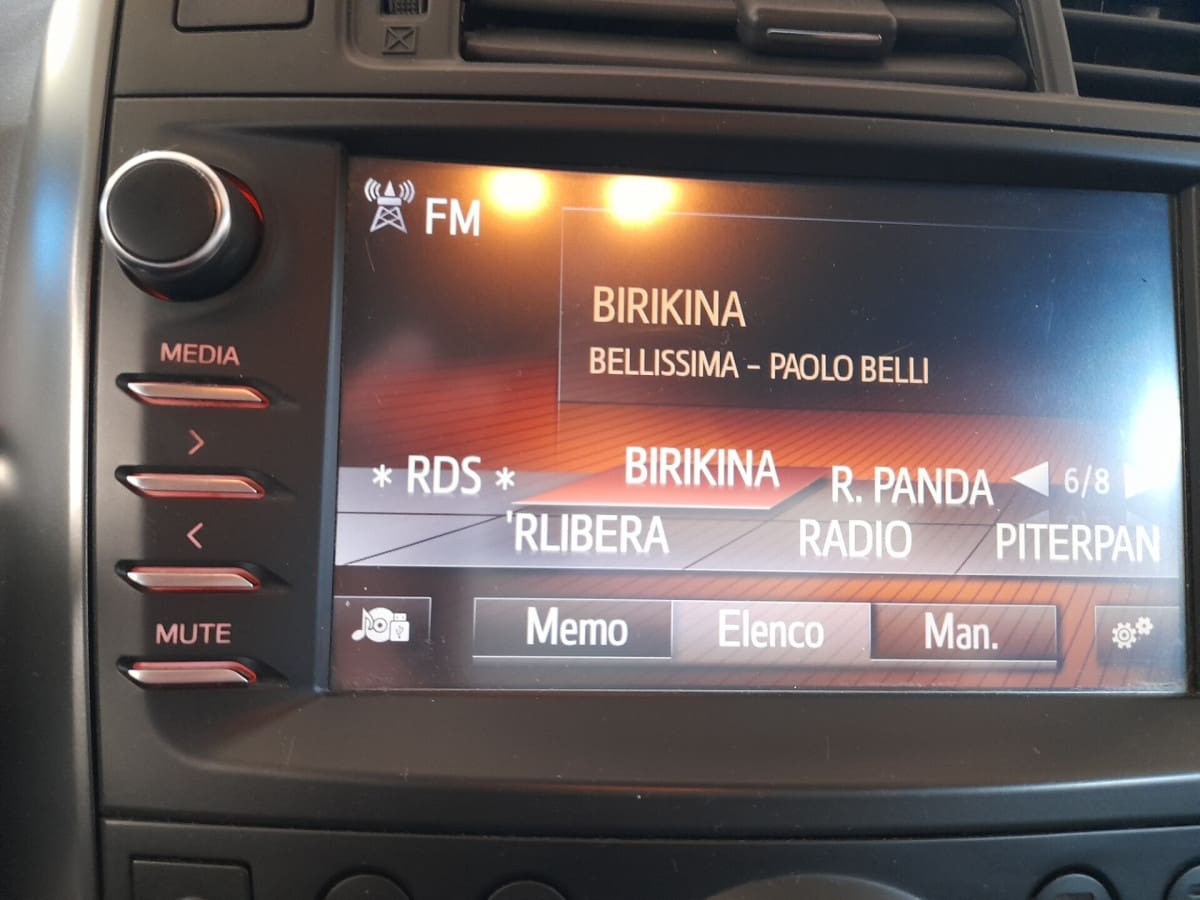 FM
BIRIKINA
BELLISSIMA - PAOLO BELLI
MEDIA
* RDS * BIRIKINA R. PANDA 6/8
'RLIBERA RADIO PITERPAN
MUTE
Memo Elenco Man.